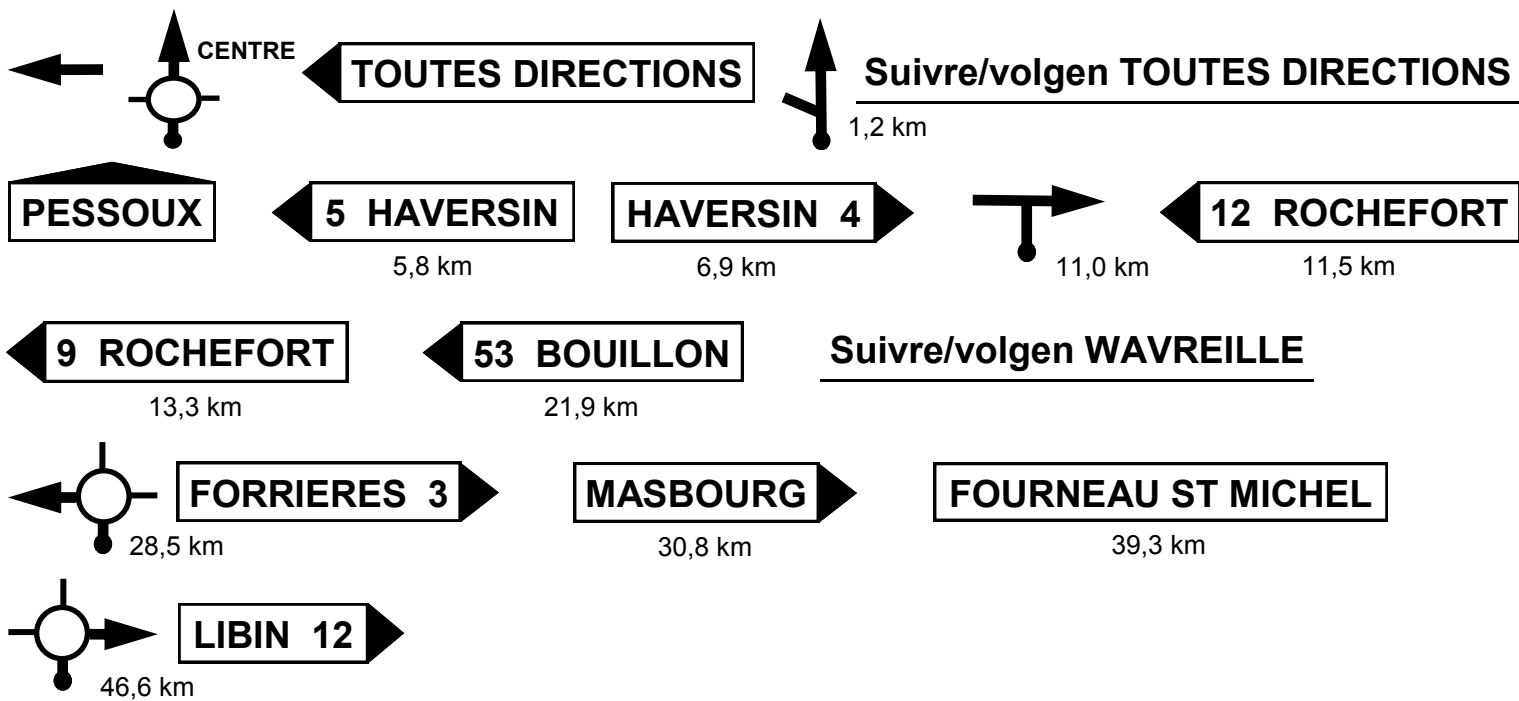 CENTRE
TOUTES DIRECTIONS
Suivre/volgen TOUTES DIRECTIONS
1,2 km
PESSOUX
5 HAVERSIN
HAVERSIN 4
12 ROCHEFORT
5,8 km
6,9 km
11,0 km
11,5 km
9 ROCHEFORT
53 BOUILLON
Suivre/volgen WAVREILLE
13,3 km
21,9 km
FORRIERES 3
MASBOURG
FOURNEAU ST MICHEL
28,5 km
30,8 km
39,3 km
LIBIN 12
46,6 km